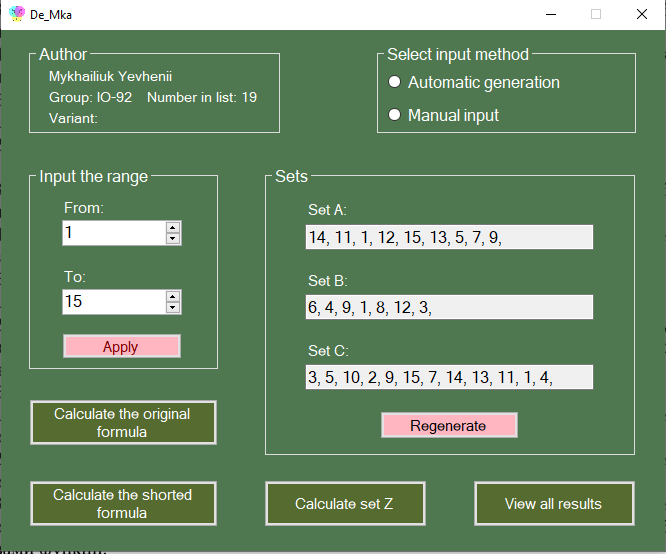 De_Mka
Author
Mykhailiuk Yevhenii
Group: IO-92 Number in list: 19
Variant:
Select input method
Automatic generation
Manual input
Input the range
From:
1
To:
15
Apply
Sets
Set A:
14, 11, 1, 12, 15, 13, 5, 7, 9,
Set B:
6, 4, 9, 1, 8, 12, 3,
Set C:
3, 5, 10, 2, 9, 15, 7, 14, 13, 11, 1, 4,
Regenerate
Calculate the original
formula
Calculate the shorted
formula
Calculate set Z
View all results